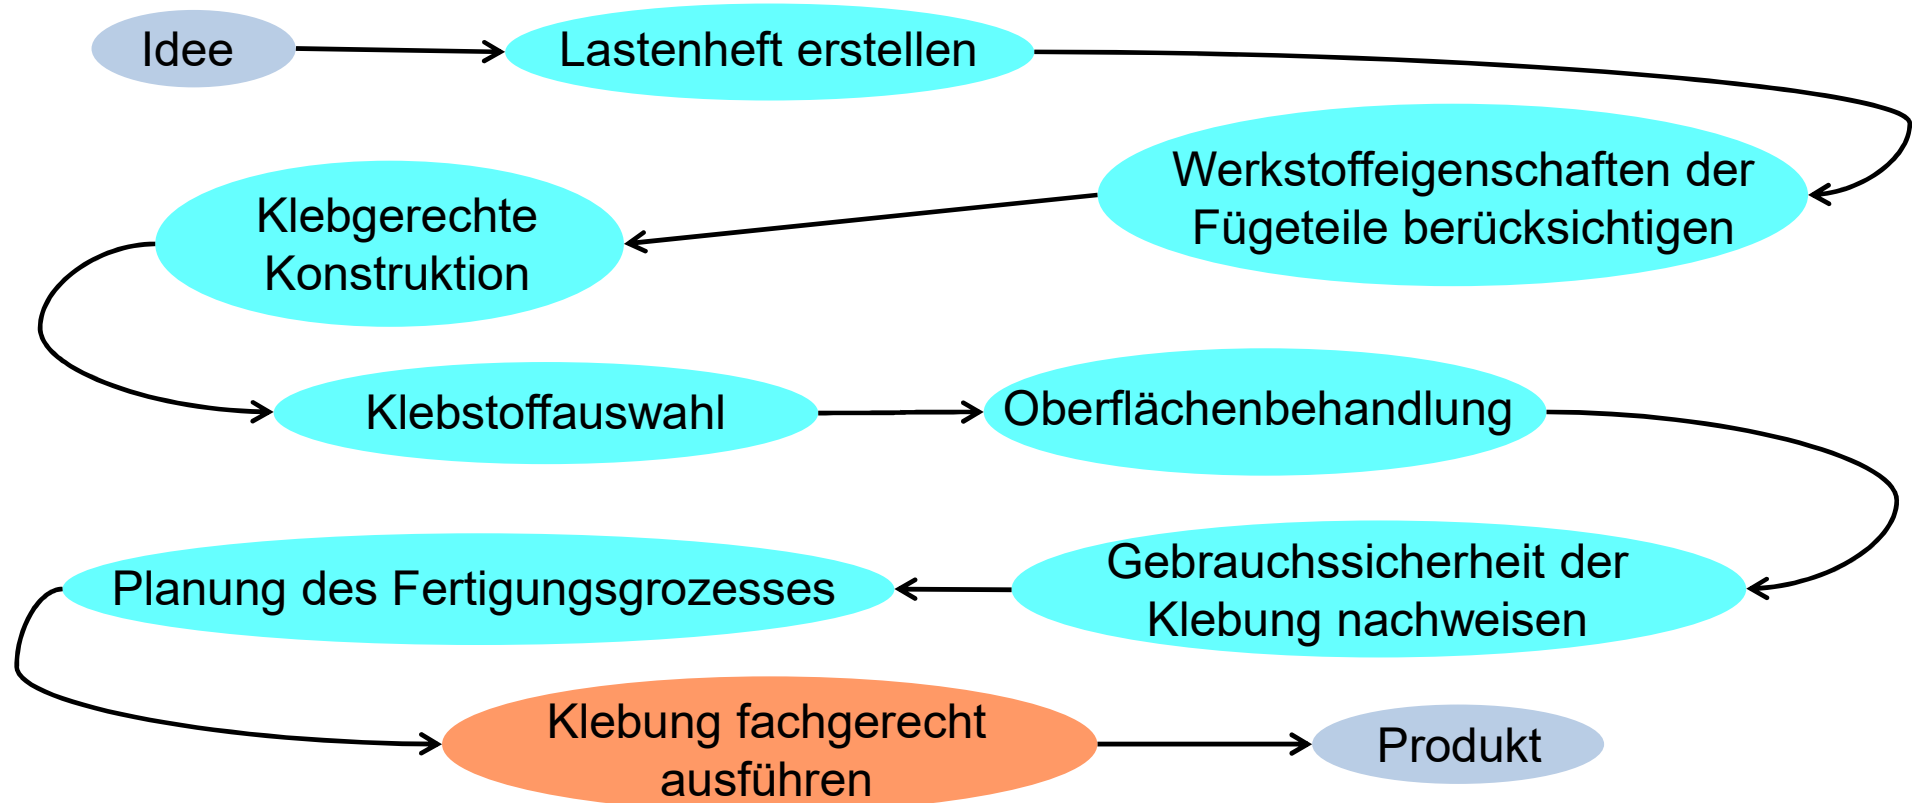 Idee
Lastenheft erstellen
Werkstoffeigenschaften der
Fügeteile berücksichtigen
Klebgerechte
Konstruktion
Klebstoffauswahl
Oberflächenbehandlung
Gebrauchssicherheit der
Klebung nachweisen
Planung des Fertigungsgrozesses
Klebung fachgerecht
ausführen
Produkt